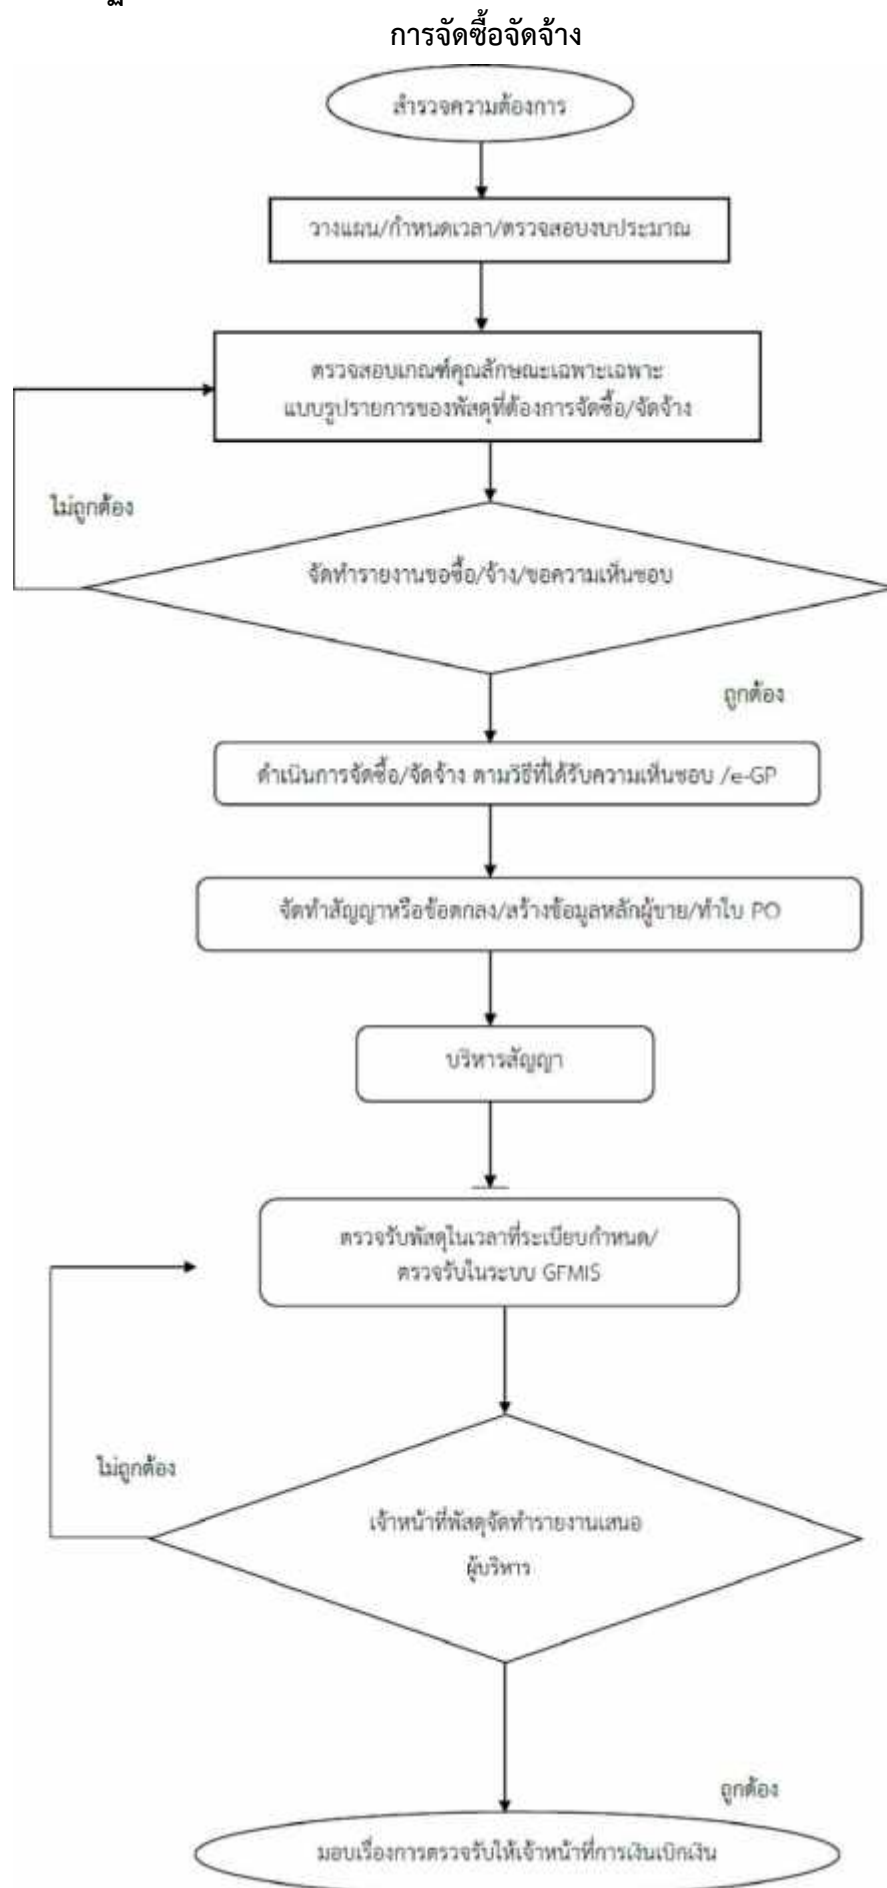 การจัดซื้อจัดจ้าง
สำรวจความต้องการ
วางแผน/กำหนดเวลา/ตรวจสอบงบประมาณ
ตรวจสอบเกณฑ์คุณลักษณะเฉพาะเฉพาะ
แบบรูปรายการของพัสดุที่ต้องการจัดซื้อ/จัดจ้าง
ไม่ถูกต้อง
จัดทำรายงานขอซื้อ/จ้าง/ขอความเห็นชอบ
ถูกต้อง
ดำเนินการจัดซื้อ/จัดจ้าง ตามวิธีที่ได้รับความเห็นชอบ /e-GP
จัดทำสัญญาหรือข้อตกลง/สร้างข้อมูลหลักผู้ขาย/ทำใบ PO
บริหารสัญญา
ตรวจรับพัสดุในเวลาที่ระเบียบกำหนด/
ตรวจรับในระบบ GFMIS
ไม่ถูกต้อง
เจ้าหน้าที่พัสดุจัดทำรายงานเสนอ
ผู้บริหาร
ถูกต้อง
มอบเรื่องการตรวจรับให้เจ้าหน้าที่การเงินเบิกเงิน